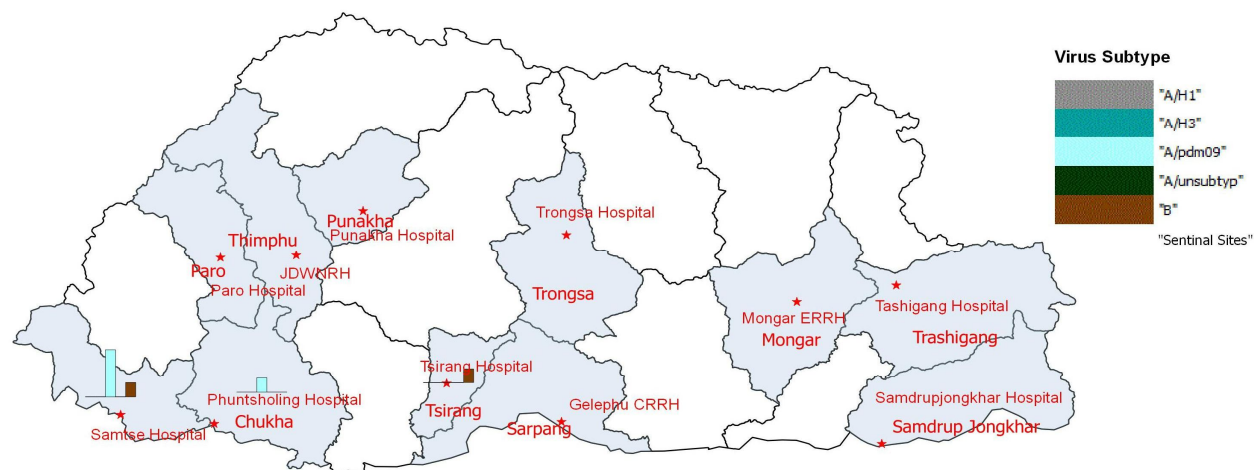 Virus Subtype
"A/H1"
"A/H3"
"A/pdm09"
"A/unsubtyp"
"B"
"Sentinal Sites"
Trongsa Hospital
Punakha
Punakha Hospital
Thimphu
Paro
JDWNRH
Paro Hospital
Trongsa
Tashigang Hospital
Mongar ERRH
Mongar
Trashigang
Tsirang Hospital
Phuntsholing Hospital
Chukha
Samtse Hospital
Tsirang
Gelephu CRRH
Sarpang
Samdrupjongkhar Hospital
Samdrup Jongkhar